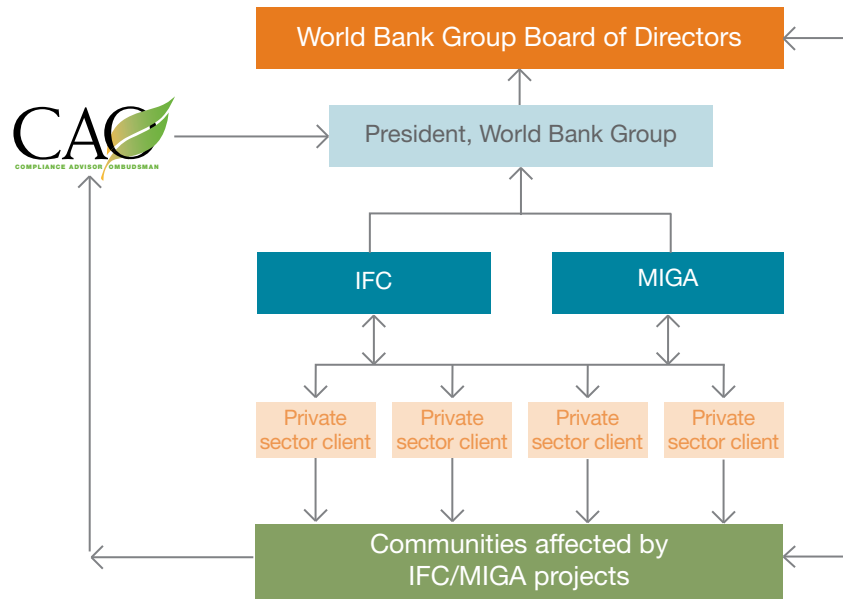 World Bank Group Board of Directors
CAO
COMPLIANCE ADVISOR OMBUDSMAN
President, World Bank Group
IFC
MIGA
Private
sector client
Private
sector client
Private
sector client
Private
sector client
Communities affected by
IFC/MIGA projects